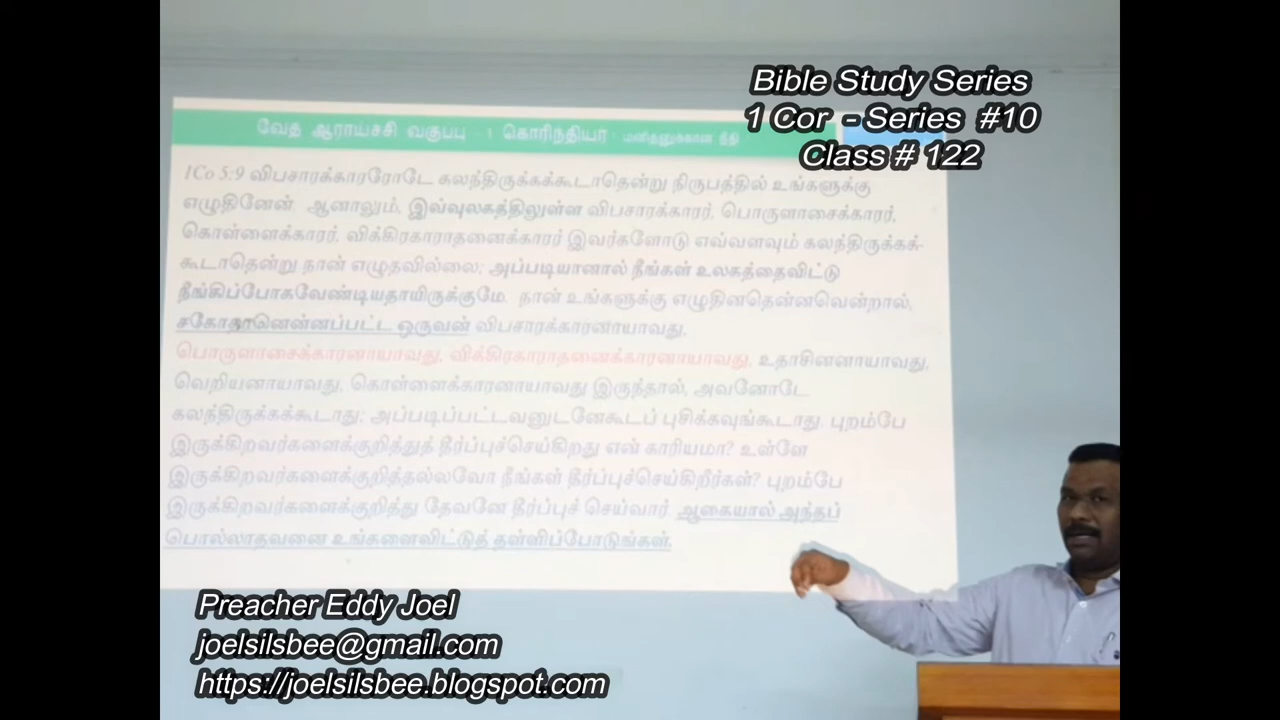 Bible Study Series
1 Cor - Series #10
Class # 122
வேத ஆராய்ச்சி வகுப்பு - 1 கொரிந்தியர் மனிதனுக்கான நீதி
1Co 5:9 விபசாரக்காரரோடே கலந்திருக்கக்கூடாதென்று நிருபத்தில் உங்களுக்கு
எழுதினேன். ஆனாலும், இவ்வுலகத்திலுள்ள விபசாரக்காரர், பொருளாசைக்காரர்,
கொள்ளைக்காரர், விக்கிரகாராதனைக்காரர் இவர்களோடு எவ்வளவும் கலந்திருக்கக்-
கூடாதென்று நான் எழுதவில்லை; அப்படியானால் நீங்கள் உலகத்தைவிட்டு
நீங்கிப்போகவேண்டியதாயிருக்குமே. நான் உங்களுக்கு எழுதினதென்னவென்றால்,
சகோதரனென்னப்பட்ட ஒருவன் விபசாரக்காரனாயாவது,
பொருளாசைக்காரனாயாவது, விக்கிரகாராதனைக்காரனாயாவது, உதாசினனாயாவது,
வெறியனாயாவது, கொள்ளைக்காரனாயாவது இருந்தால், அவனோடே
கலந்திருக்கக்கூடாது; அப்படிப்பட்டவனுடனேகூடப் புசிக்கவுங்கூடாது. புறம்பே
இருக்கிறவர்களைக்குறித்துத் தீர்ப்புச்செய்கிறது என் காரியமா? உள்ளே
இருக்கிறவர்களைக்குறித்தல்லவோ நீங்கள் தீர்ப்புச்செய்கிறீர்கள்? புறம்பே
இருக்கிறவர்களைக்குறித்து தேவனே தீர்ப்புச் செய்வார். ஆகையால் அந்தப்
பொல்லாதவனை உங்களைவிட்டுத் தள்ளிப்போடுங்கள்.
Preacher Eddy Joel
joelsilsbee@gmail.com
https://joelsilsbee.blogspot.com